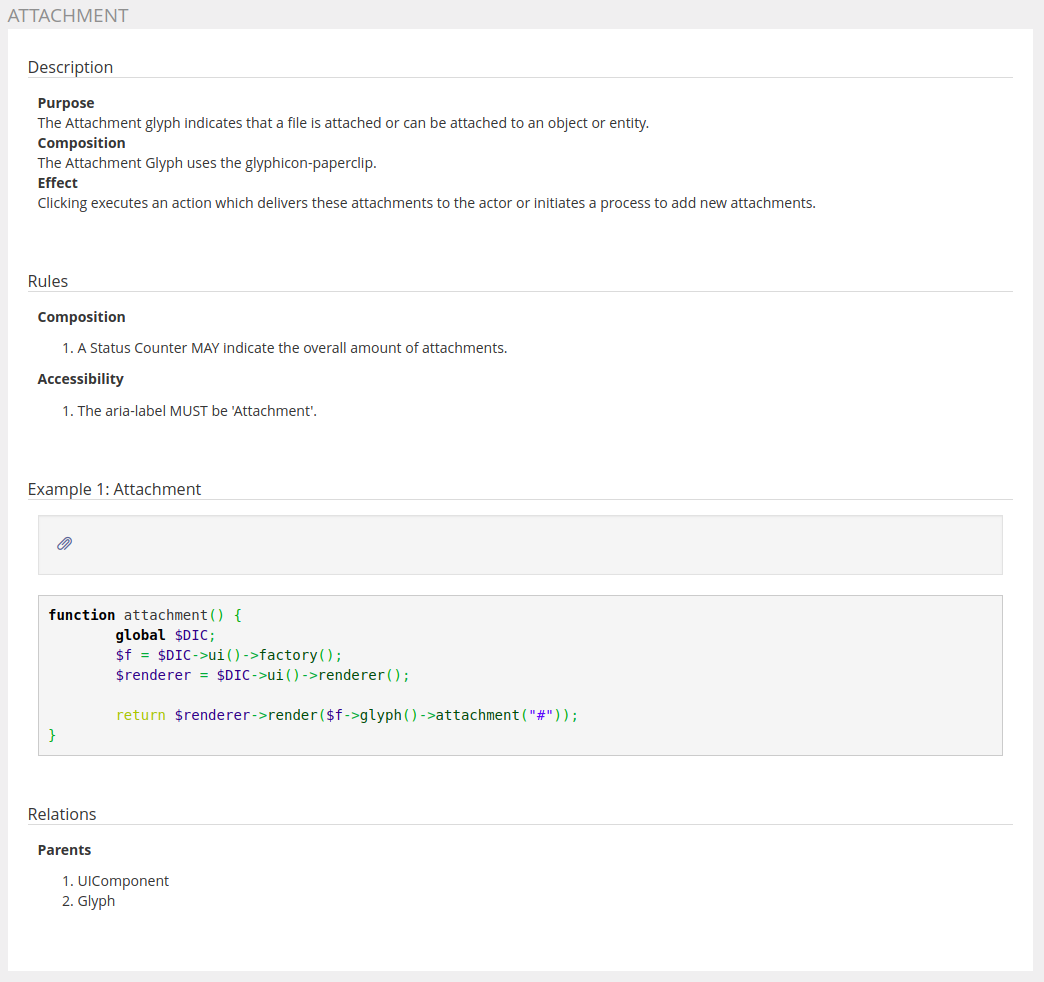 ATTACHMENT
Description
Purpose
The Attachment glyph indicates that a file is attached or can be attached to an object or entity.
Composition
The Attachment Glyph uses the glyphicon-paperclip.
Effect
Clicking executes an action which delivers these attachments to the actor or initiates a process to add new attachments.
Rules
Composition
1. A Status Counter MAY indicate the overall amount of attachments.
Accessibility
1. The aria-label MUST be 'Attachment'.
Example 1: Attachment
function attachment() {
global $DIC;
$f = $DIC->ui()->factory();
$renderer = $DIC->ui()->renderer();
return $renderer->render($f->glyph()->attachment("#"));
}
Relations
Parents
1. UIComponent
2. Glyph